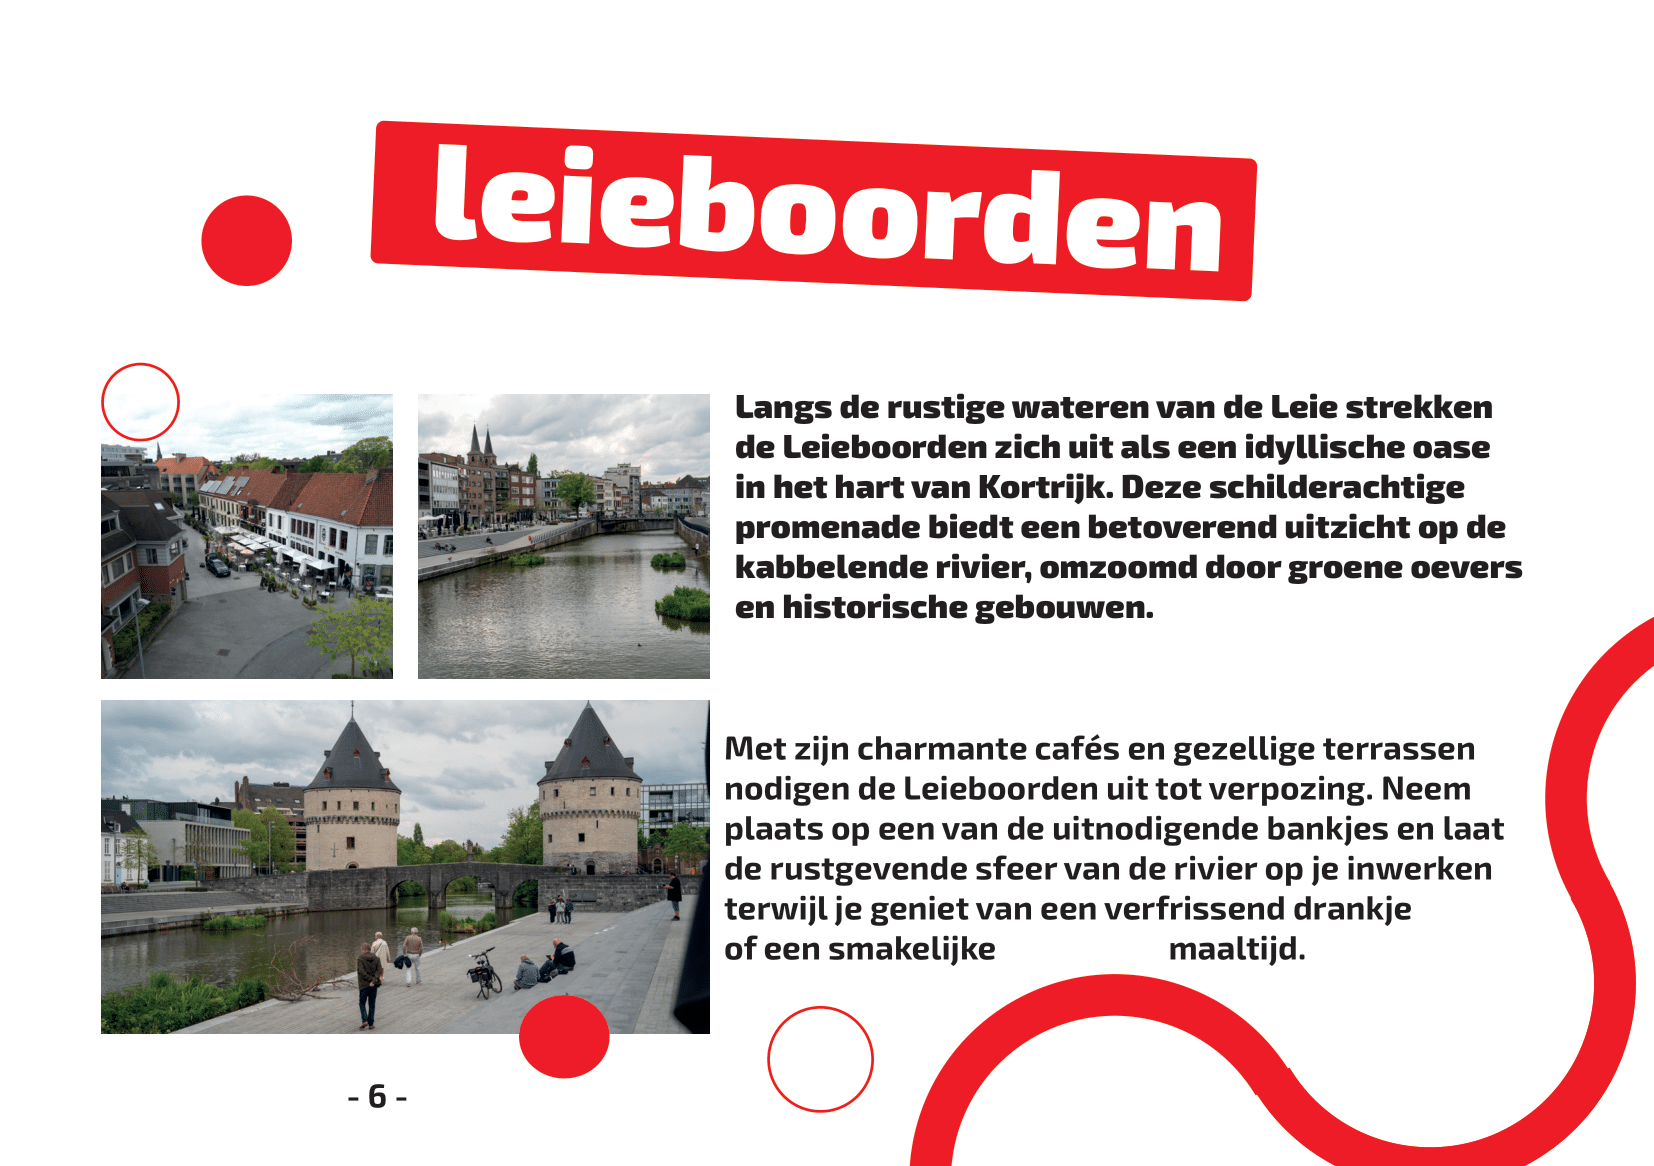 leieboorden
Langs de rustige wateren van de Leie strekken
de Leieboorden zich uit als een idyllische oase
in het hart van Kortrijk. Deze schilderachtige
promenade biedt een betoverend uitzicht op de
kabbelende rivier, omzoomd door groene oevers
en historische gebouwen.
Met zijn charmante cafés en gezellige terrassen
nodigen de Leieboorden uit tot verpozing. Neem
plaats op een van de uitnodigende bankjes en laat
de rustgevende sfeer van de rivier op je inwerken
terwijl je geniet van een verfrissend drankje
of een smakelijke maaltijd.
- 6 -